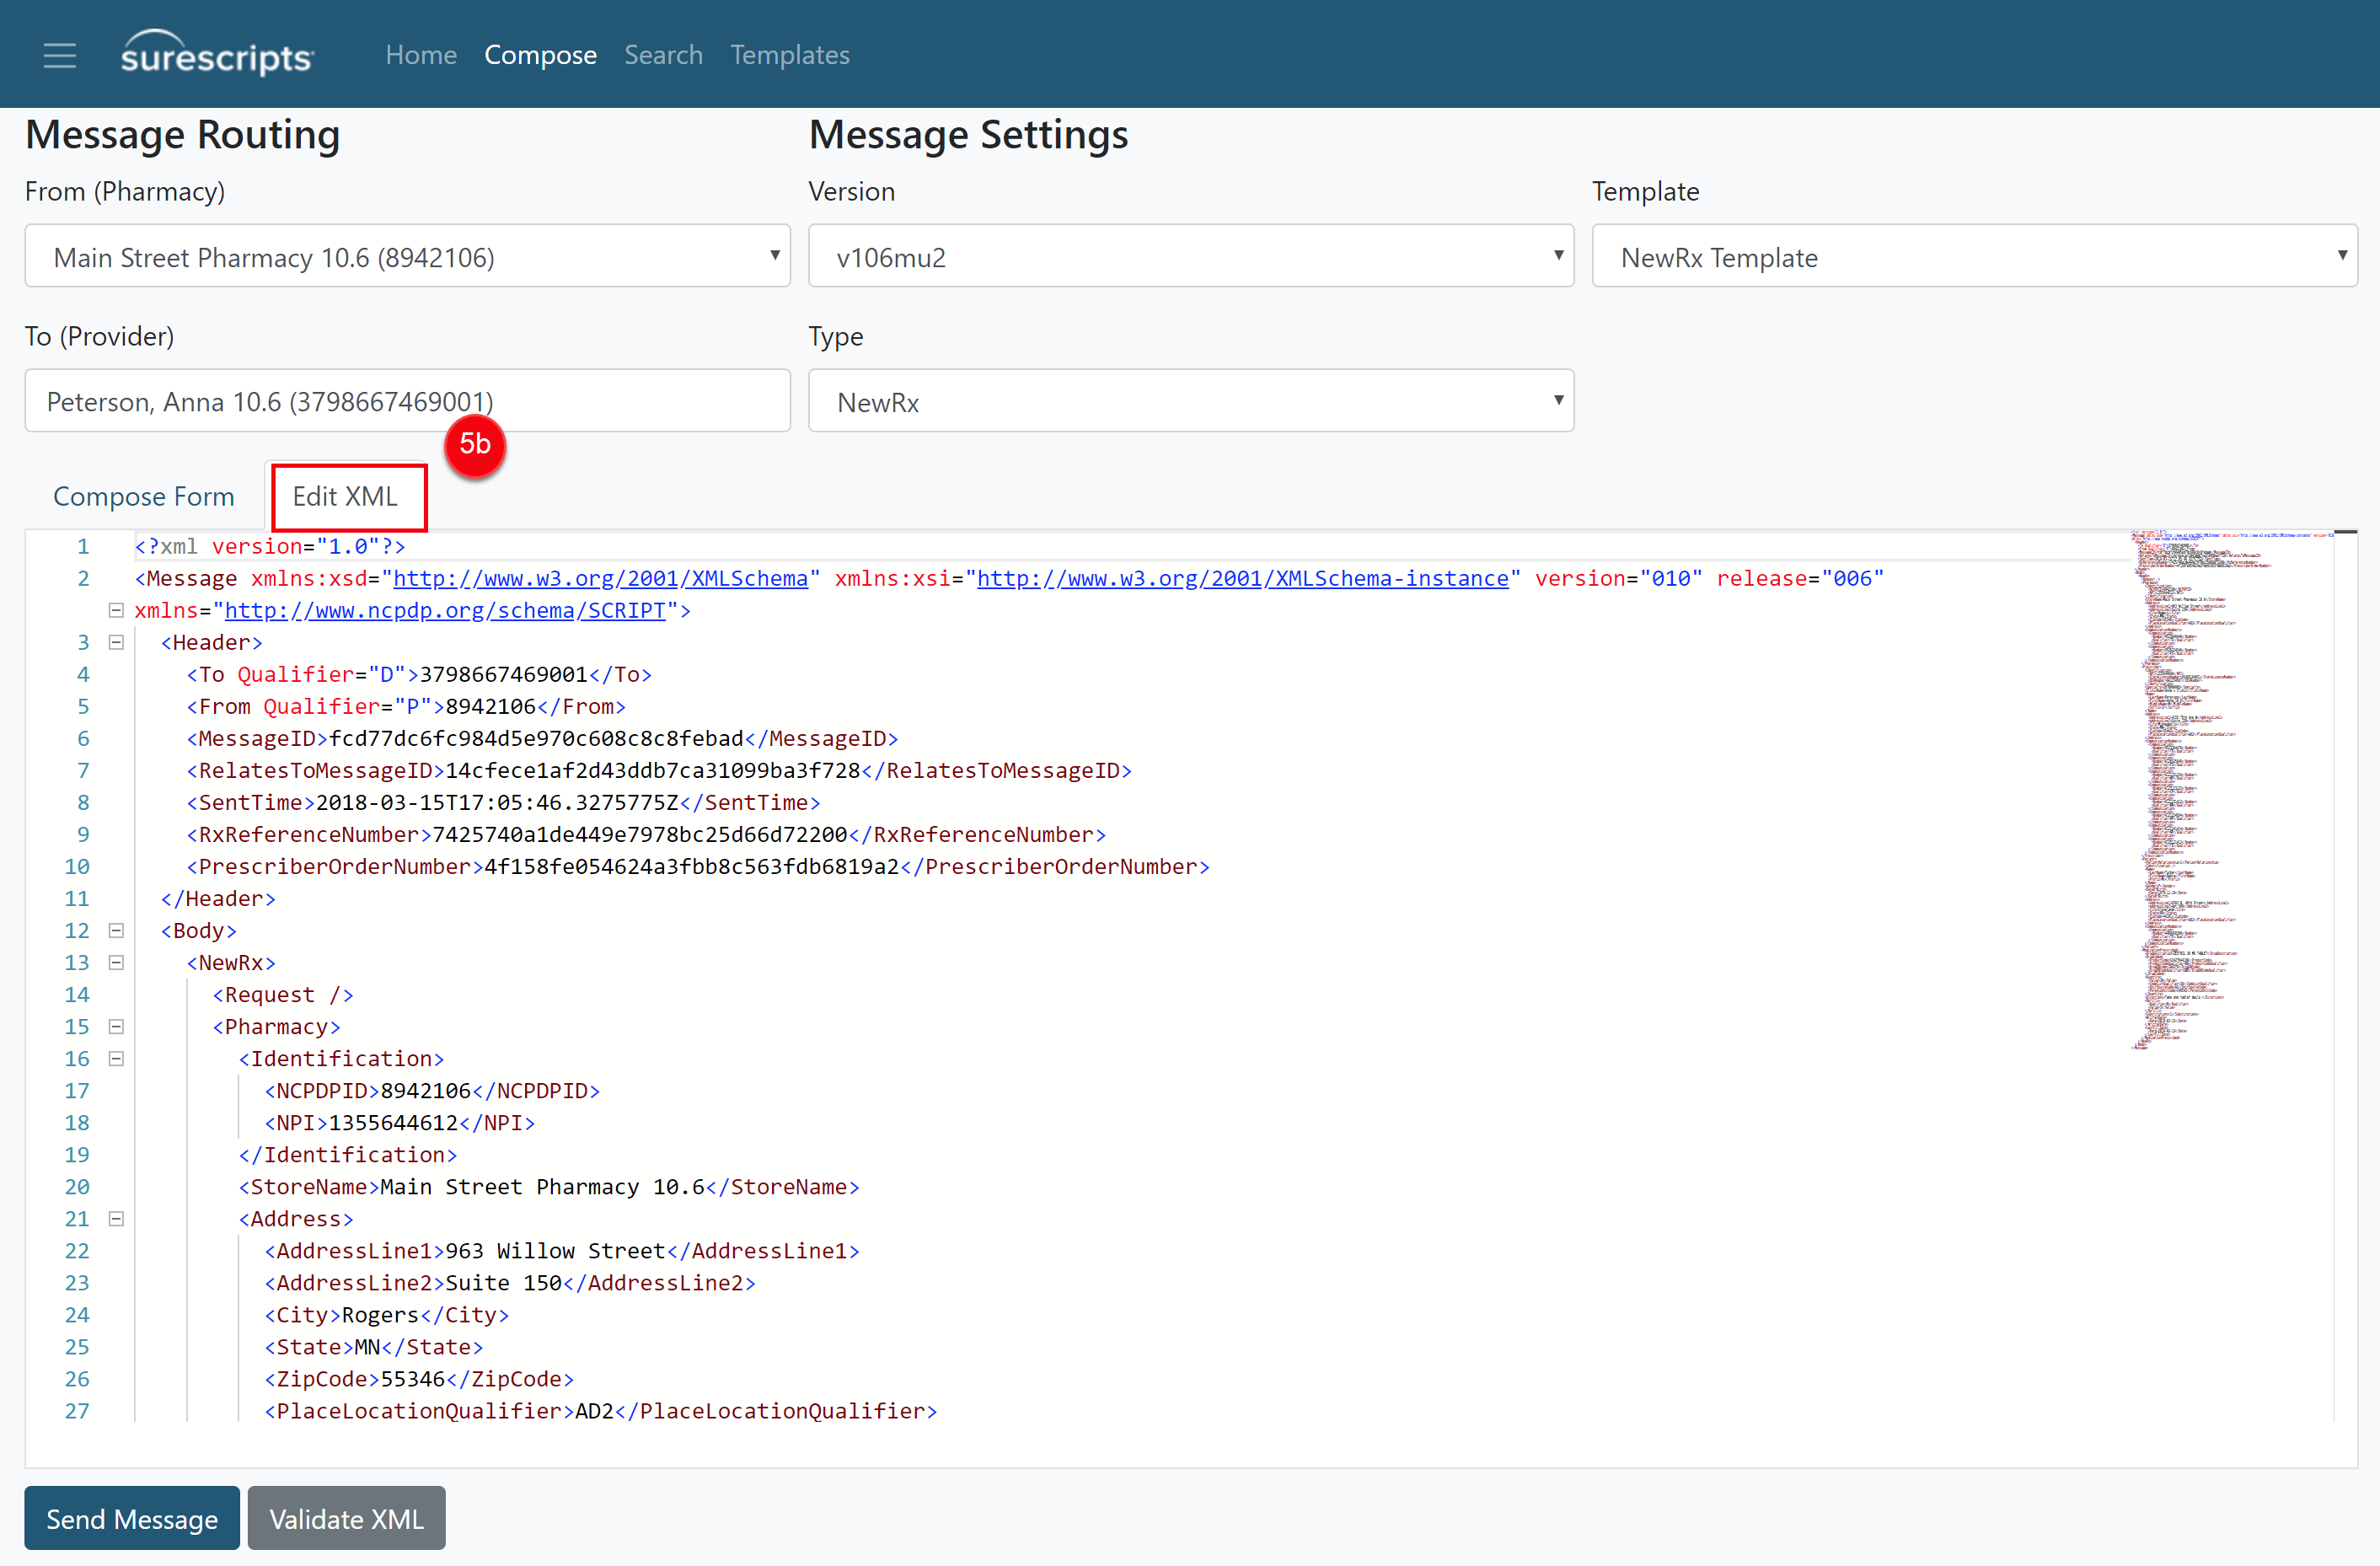 surescripts Home Compose Search Templates
Message Routing
Message Settings
From (Pharmacy)
Version
Template
Main Street Pharmacy 10.6 (8942106)
v106mu2
NewRx Template
To (Provider)
Type
Peterson, Anna 10.6 (3798667469001)
NewRx
5b
Compose Form
Edit XML
1 <?xml version="1.0"?>
2 <Message xmlns:xsd="http://www.w3.org/2001/XMLSchema" xmlns:xsi="http://www.w3.org/2001/XMLSchema-instance" version="010" release="006"
xmlns="http://www.ncpdp.org/schema/SCRIPT">
3 <Header>
4 <To Qualifier="D">3798667469001</To>
5 <From Qualifier="P">8942106</From>
6 <MessageID>fcd77dc6fc984d5e970c608c8c8febad</MessageID>
7 <RelatesToMessageID>14cfece1af2d43ddb7ca31099ba3f728</RelatesToMessageID>
8 <SentTime>2018-03-15T17:05:46.3275775Z</SentTime>
9 <RxReferenceNumber>7425740a1de449e7978bc25d66d72200</RxReferenceNumber>
10 <PrescriberOrderNumber>4f158fe054624a3fbb8c563fdb6819a2</PrescriberOrderNumber>
11 </Header>
12 <Body>
13 <NewRx>
14 <Request />
15 <Pharmacy>
16 <Identification>
17 <NCPDPID>8942106</NCPDPID>
18 <NPI>1355644612</NPI>
19 </Identification>
20 <StoreName>Main Street Pharmacy 10.6</StoreName>
21 <Address>
22 <AddressLine1>963 Willow Street</AddressLine1>
23 <AddressLine2>Suite 150</AddressLine2>
24 <City>Rogers</City>
25 <State>MN</State>
26 <ZipCode>55346</ZipCode>
27 <PlaceLocationQualifier>AD2</PlaceLocationQualifier>
Send Message
Validate XML